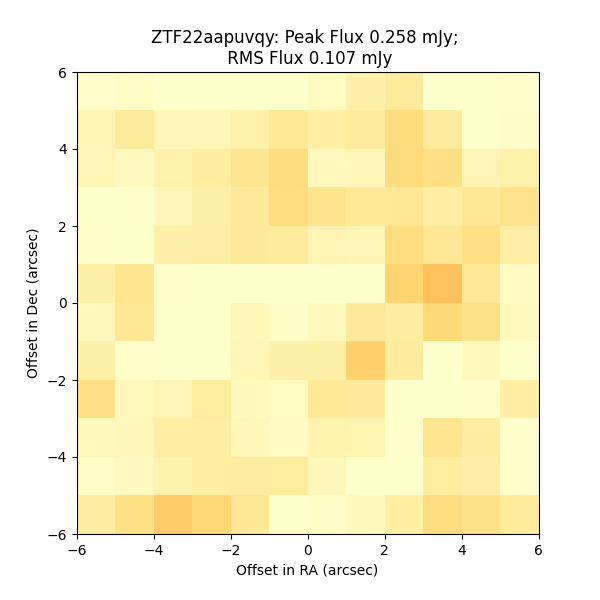 ZTF22aapuvqy: Peak Flux 0.258 mJy;
RMS Flux 0.107 mJy
6
4
2
0
−2
−4
−6
Offset in Dec (arcsec)
−6 −4 −2 0 2 4 6
Offset in RA (arcsec)